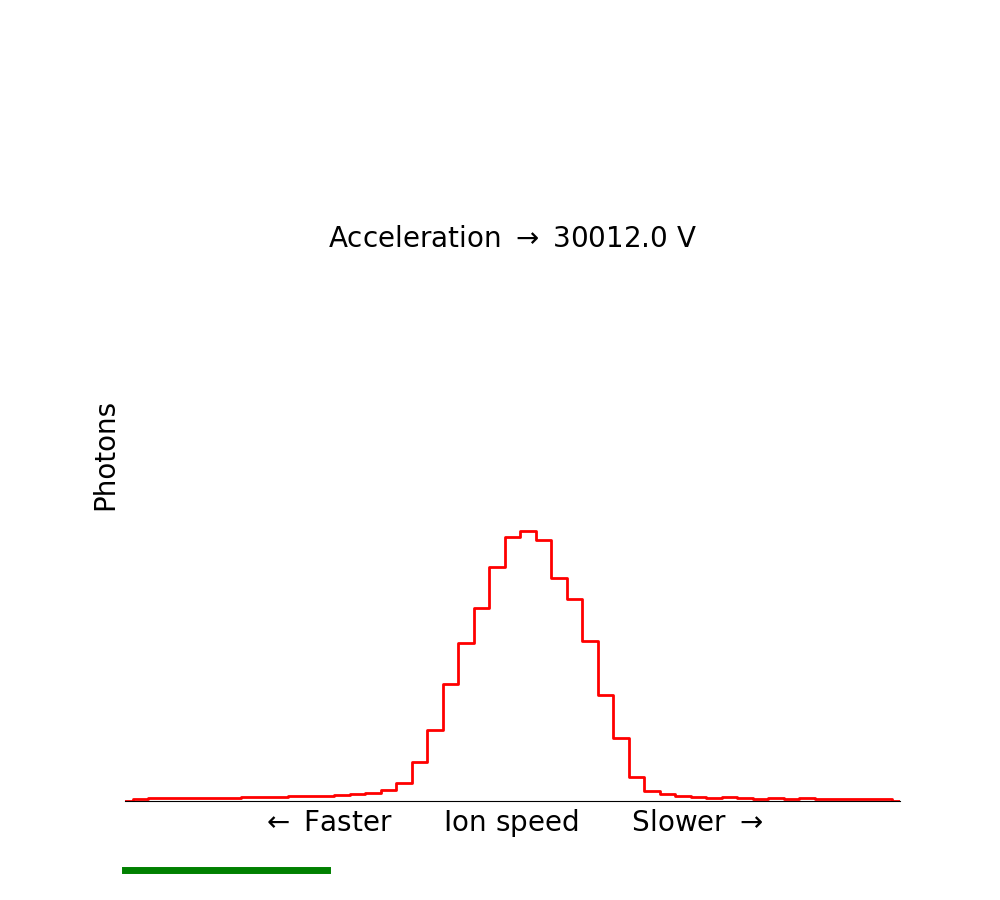 Acceleration → 30012.0 V
Photons
← Faster Ion speed Slower →